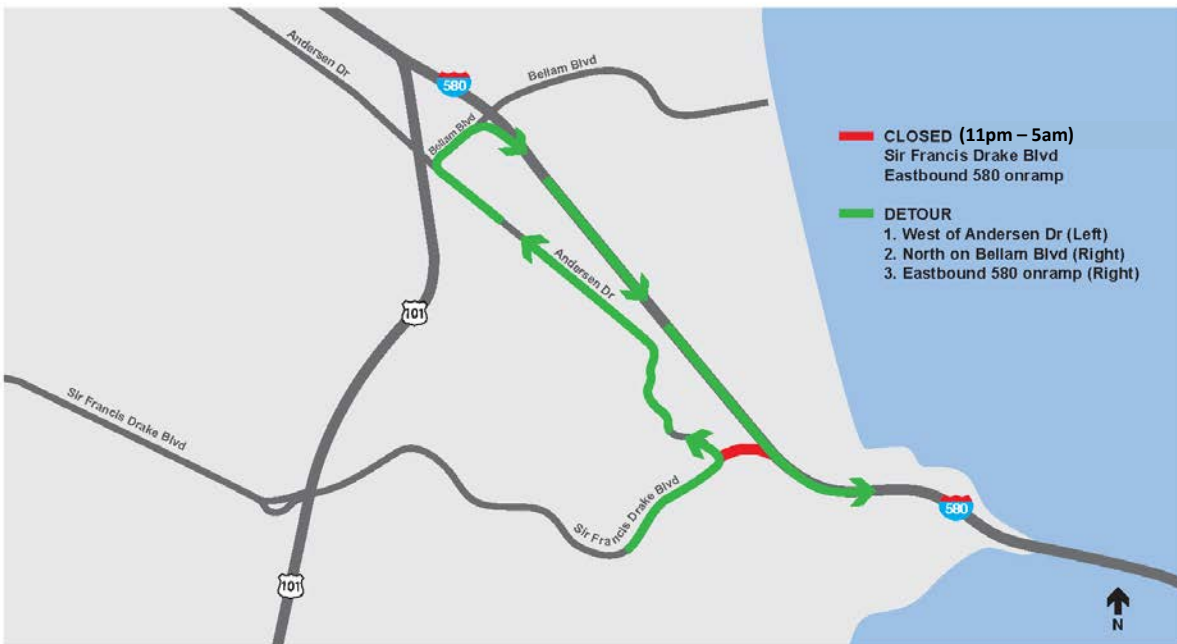 Andersen Dr
580
Bellam Blvd
Bellam Blvd
CLOSED (11pm – 5am)
Sir Francis Drake Blvd
Eastbound 580 onramp
DETOUR
1. West of Andersen Dr (Left)
2. North on Bellam Blvd (Right)
3. Eastbound 580 onramp (Right)
Andersen Dr
101
Sir Francis Drake Blvd
Sir Francis Drake Blvd
580
101
N